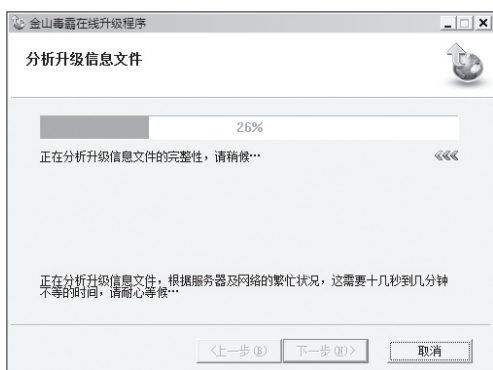 金山毒霸在线升级程序
分析升级信息文件
26%
正在分析升级信息文件的完整性，请稍候…
正在分析升级信息文件，根据服务器及网络的繁忙状况，这需要十几秒到几分钟
不等的时间，请耐心等候…
<上一步(B) 下一步(N)> 取消